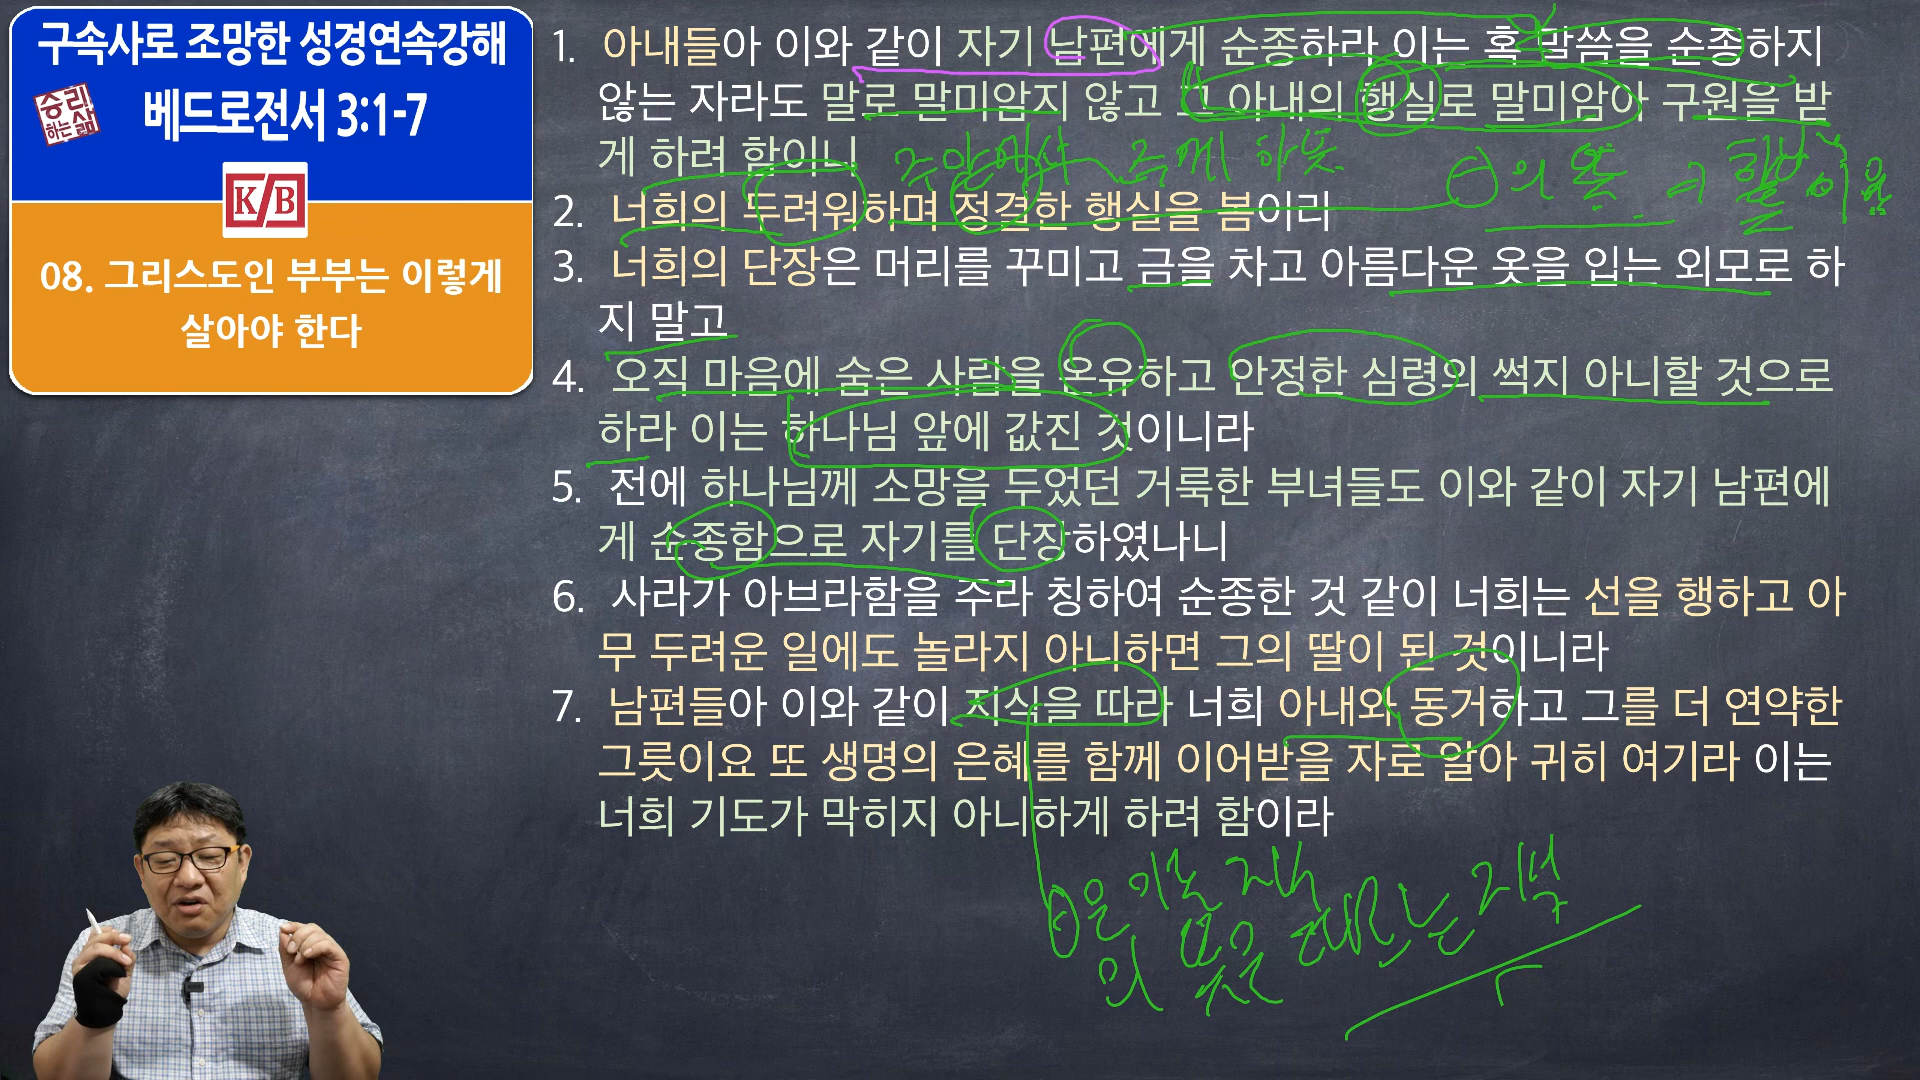 구속사로 조망한 성경연속강해
승리하는 삶
베드로전서 3:1-7
K/B
08. 그리스도인 부부는 이렇게
살아야 한다
1. 아내들아 이와 같이 자기 남편에게 순종하라 이는 혹 말씀을 순종하지
않는 자라도 말로 말미암지 않고 그 아내의 행실로 말미암아 구원을 받
게 하려 함이니
주 앞에서 주께 하듯
2. 너희의 두려워하며 정결한 행실을 봄이라
3. 너희의 단장은 머리를 꾸미고 금을 차고 아름다운 옷을 입는 외모로 하
지 말고
4. 오직 마음에 숨은 사람을 온유하고 안정한 심령의 썩지 아니할 것으로
하라 이는 하나님 앞에 값진 것이니라
5. 전에 하나님께 소망을 두었던 거룩한 부녀들도 이와 같이 자기 남편에
게 순종함으로 자기를 단장하였나니
6. 사라가 아브라함을 주라 칭하여 순종한 것 같이 너희는 선을 행하고 아
무 두려운 일에도 놀라지 아니하면 그의 딸이 된 것이니라
7. 남편들아 이와 같이 지식을 따라 너희 아내와 동거하고 그를 더 연약한
그릇이요 또 생명의 은혜를 함께 이어받을 자로 알아 귀히 여기라 이는
너희 기도가 막히지 아니하게 하려 함이라